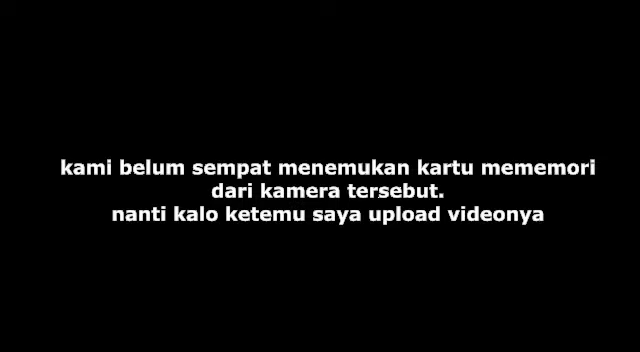 kami belum sempat menemukan kartu mememori
dari kamera tersebut.
nanti kalo ketemu saya upload videonya